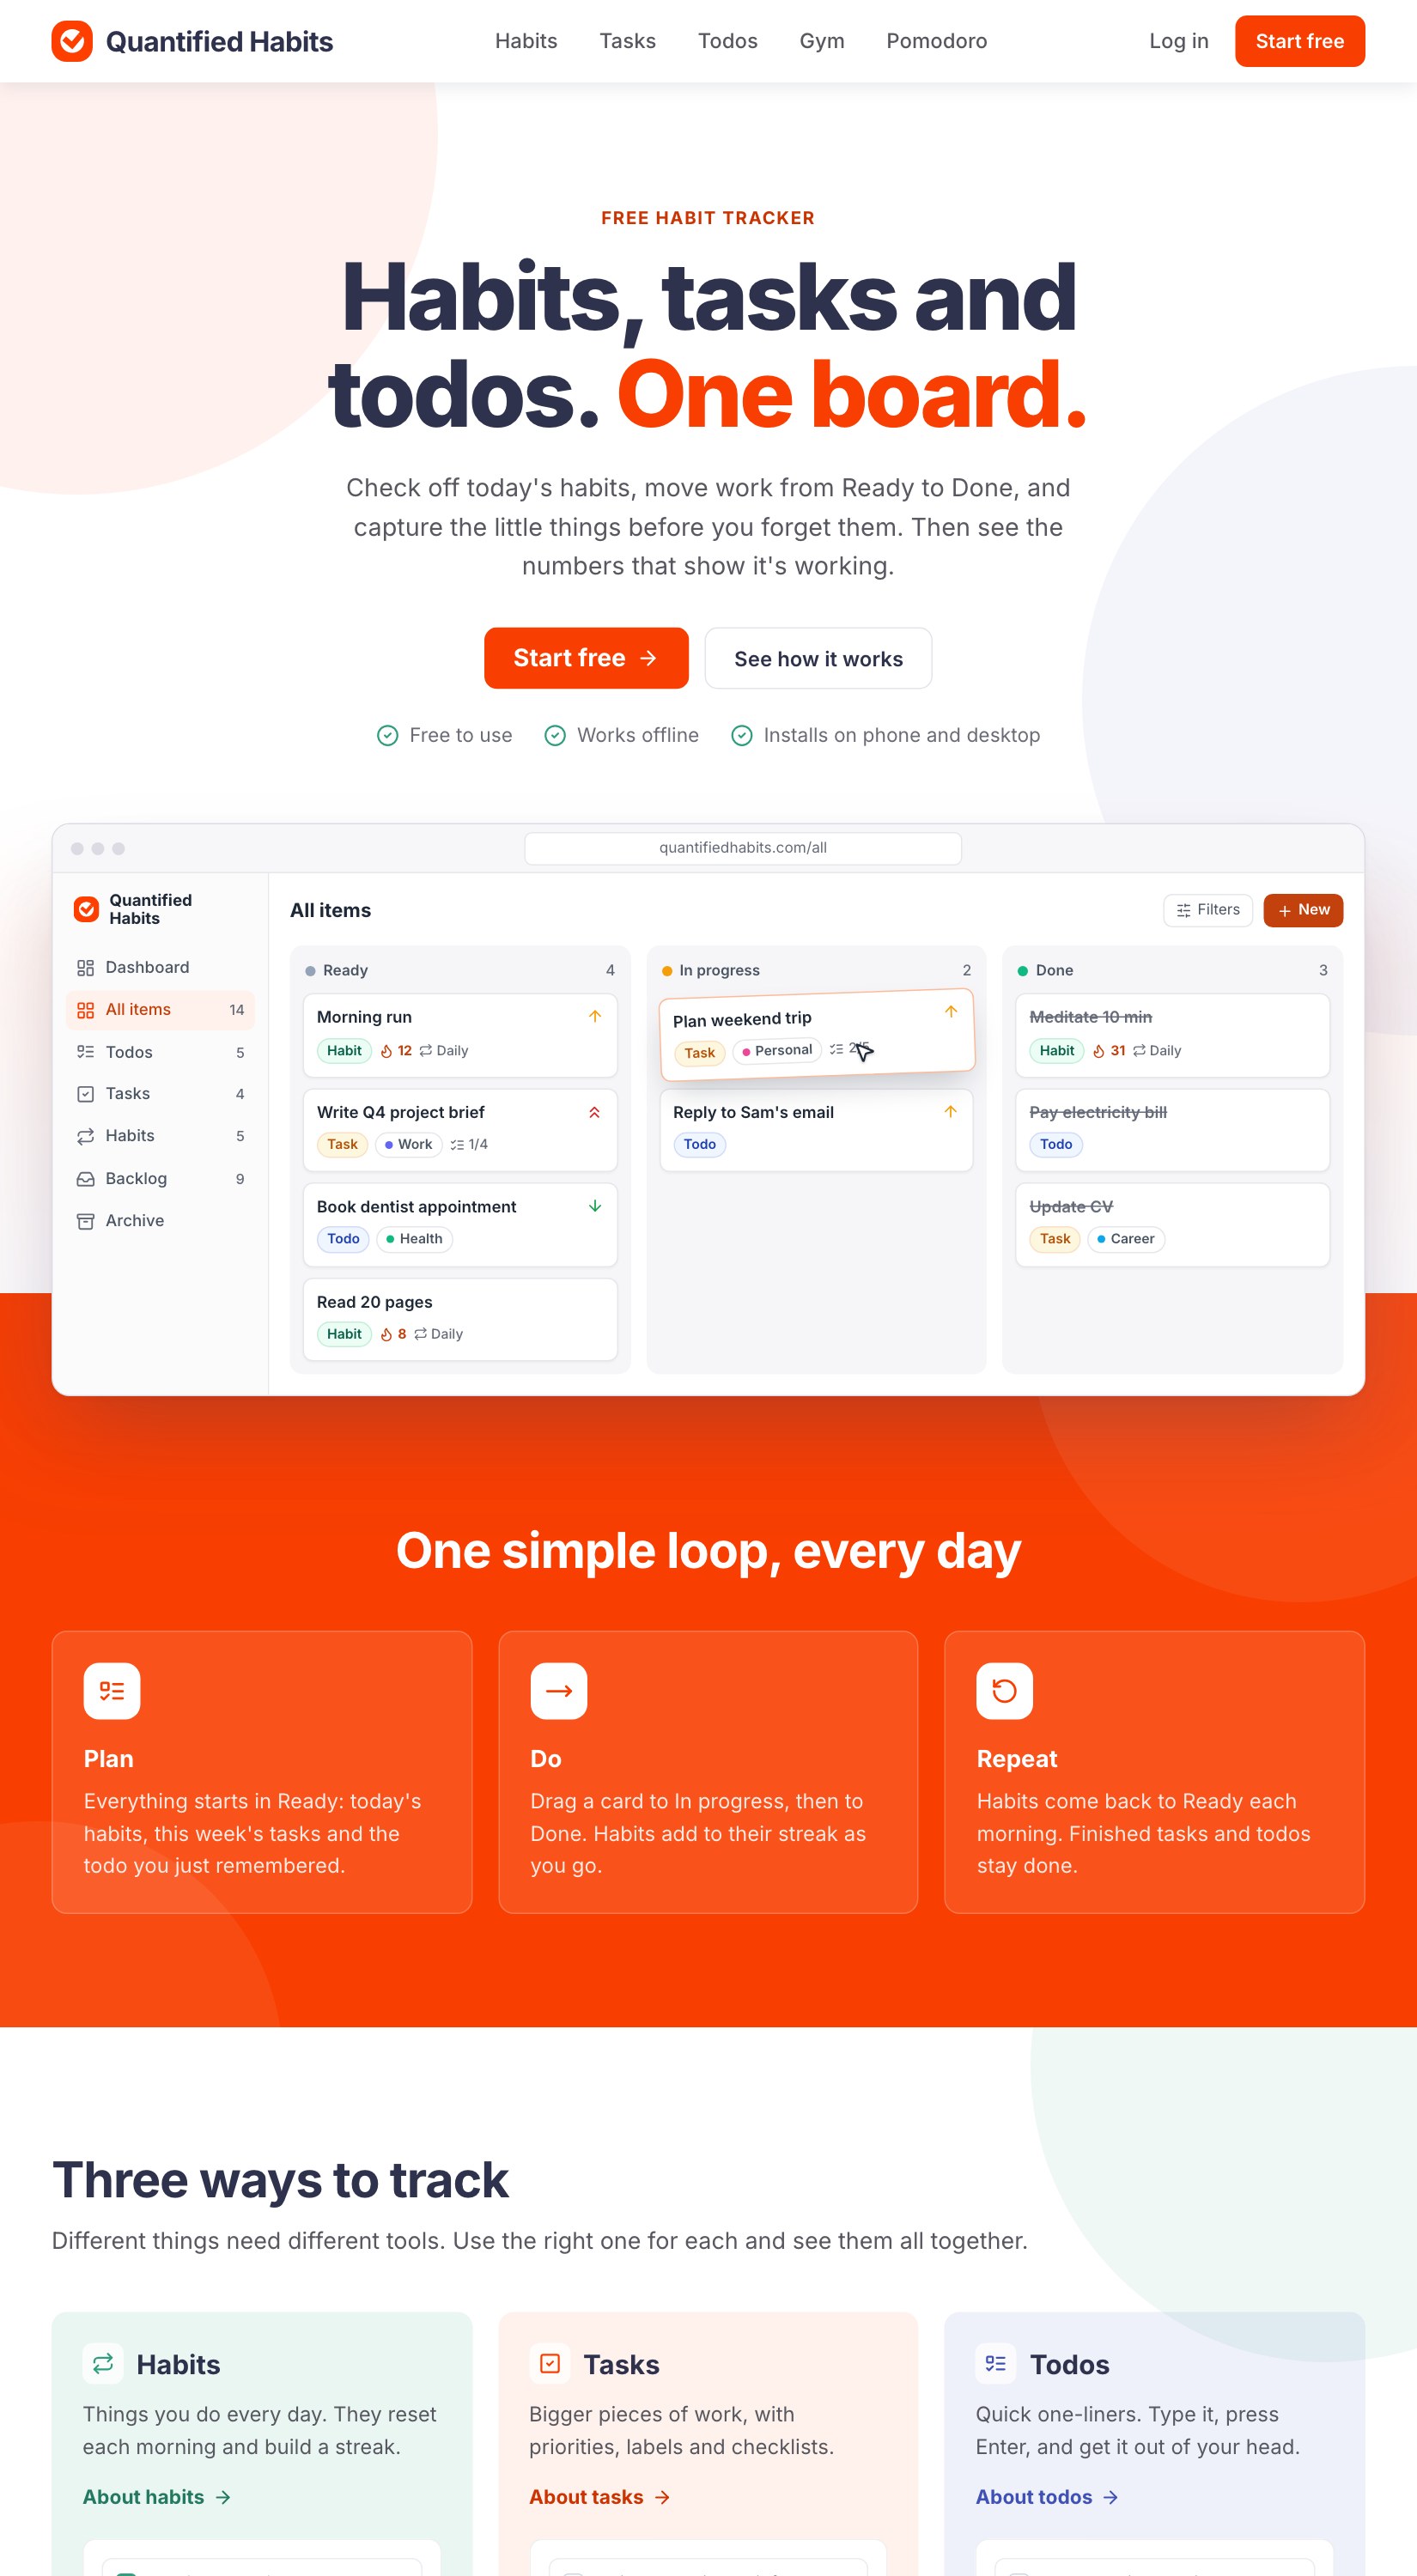 Quantified Habits
Habits
Tasks
Todos
Gym
Pomodoro
Log in
Start free
FREE HABIT TRACKER
Habits, tasks and
todos. One board.
Check off today's habits, move work from Ready to Done, and
capture the little things before you forget them. Then see the
numbers that show it's working.
Start free
See how it works
Free to use
Works offline
Installs on phone and desktop
quantifiedhabits.com/all
Quantified
Habits
Dashboard
All items 14
Todos 5
Tasks 4
Habits 5
Backlog 9
Archive
All items
Filters
New
Ready 4
Morning run
Habit 12 Daily
Write Q4 project brief
Task Work 1/4
Book dentist appointment
Todo Health
Read 20 pages
Habit 8 Daily
In progress 2
Plan weekend trip
Task Personal
Reply to Sam's email
Todo
Done 3
Meditate 10 min
Habit 31 Daily
Pay electricity bill
Todo
Update CV
Task Career
One simple loop, every day
Plan
Everything starts in Ready: today's
habits, this week's tasks and the
todo you just remembered.
Do
Drag a card to In progress, then to
Done. Habits add to their streak as
you go.
Repeat
Habits come back to Ready each
morning. Finished tasks and todos
stay done.
Three ways to track
Different things need different tools. Use the right one for each and see them all together.
Habits
Things you do every day. They reset
each morning and build a streak.
About habits
Tasks
Bigger pieces of work, with
priorities, labels and checklists.
About tasks
Todos
Quick one-liners. Type it, press
Enter, and get it out of your head.
About todos